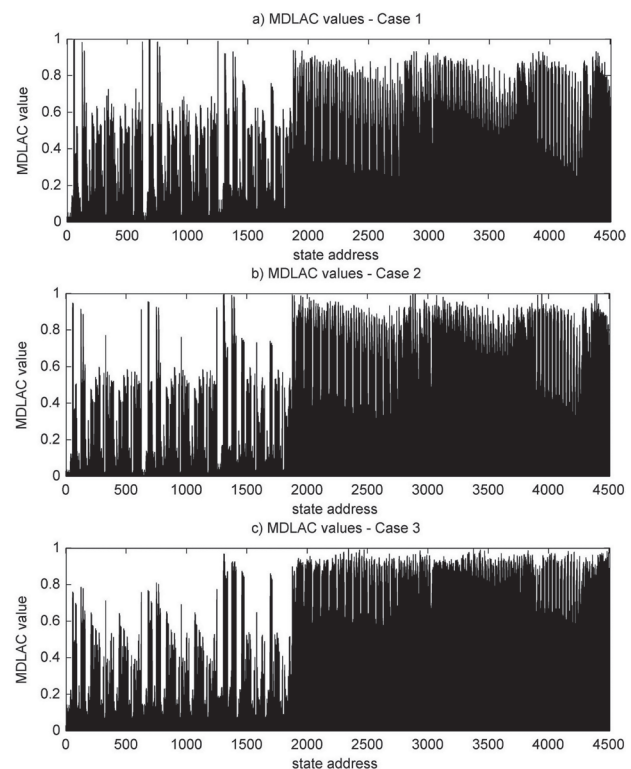 a) MDLAC values - Case 1
1
0.8
0.6
0.4
0.2
0
MDLAC value
0 500 1000 1500 2000 2500 3000 3500 4000 4500
state address
b) MDLAC values - Case 2
1
0.8
0.6
0.4
0.2
0
MDLAC value
0 500 1000 1500 2000 2500 3000 3500 4000 4500
state address
c) MDLAC values - Case 3
1
0.8
0.6
0.4
0.2
0
MDLAC value
0 500 1000 1500 2000 2500 3000 3500 4000 4500
state address